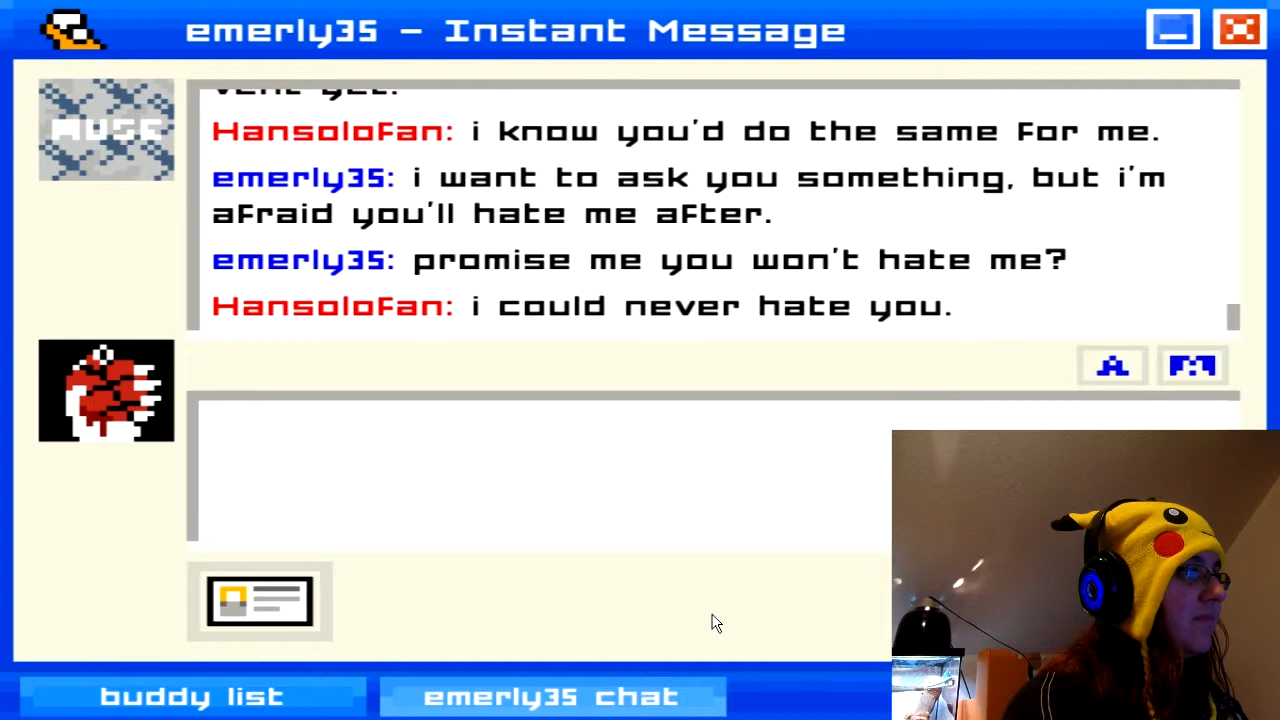 emerly35 - Instant Message
MUSE
HansoloFan: i know you'd do the same for me.
emerly35: i want to ask you something, but i'm
afraid you'll hate me after.
emerly35: promise me you won't hate me?
HansoloFan: i could never hate you.
A
buddy list
emerly35 chat